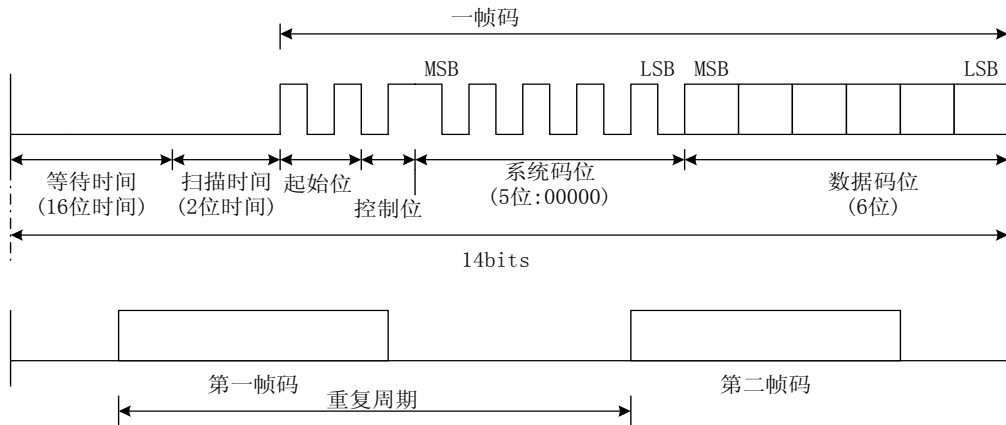 一帧码
MSB
LSB
MSB
LSB
等待时间
(16位时间)
扫描时间
(2位时间)
起始位
控制位
系统码位
(5位:00000)
数据码位
(6位)
14bits
第一帧码
第二帧码
重复周期